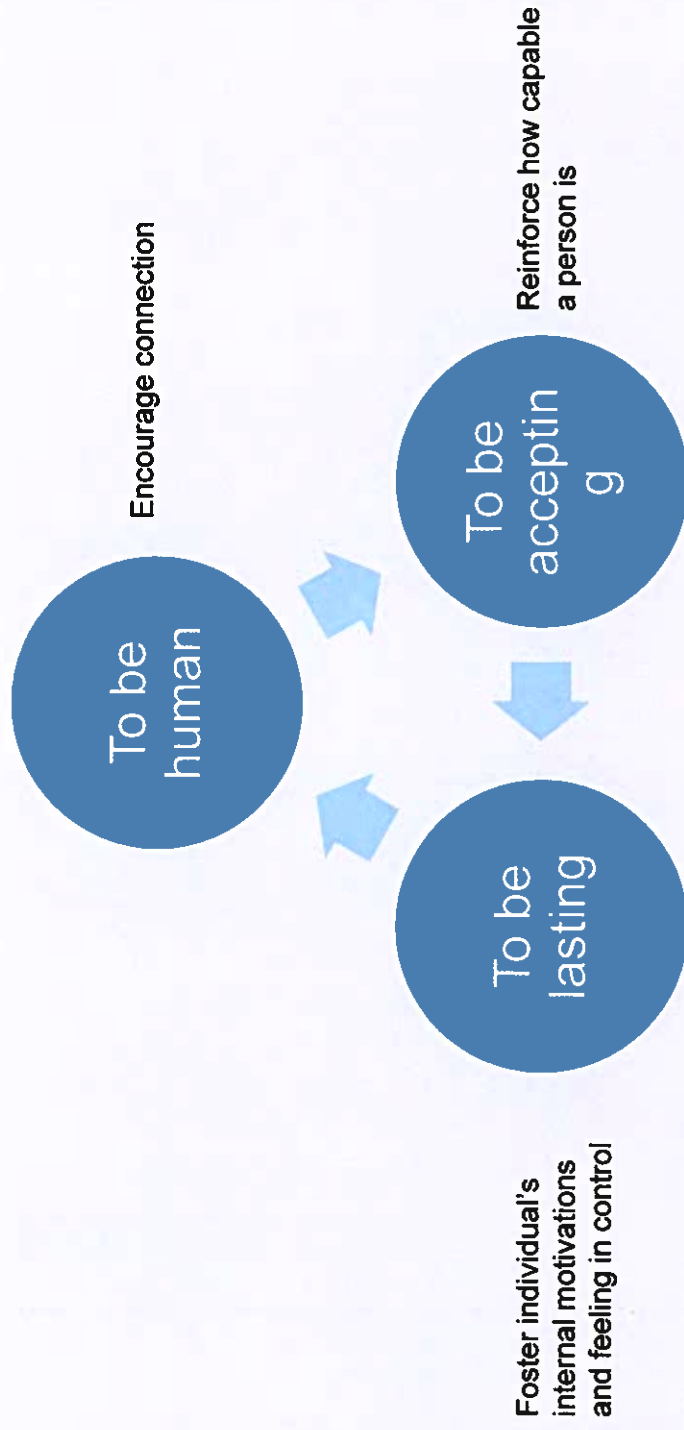 To be
human
Encourage connection
To be
acceptin
g
Reinforce how capable
a person is
To be
lasting
Foster individual's
internal motivations
and feeling in control